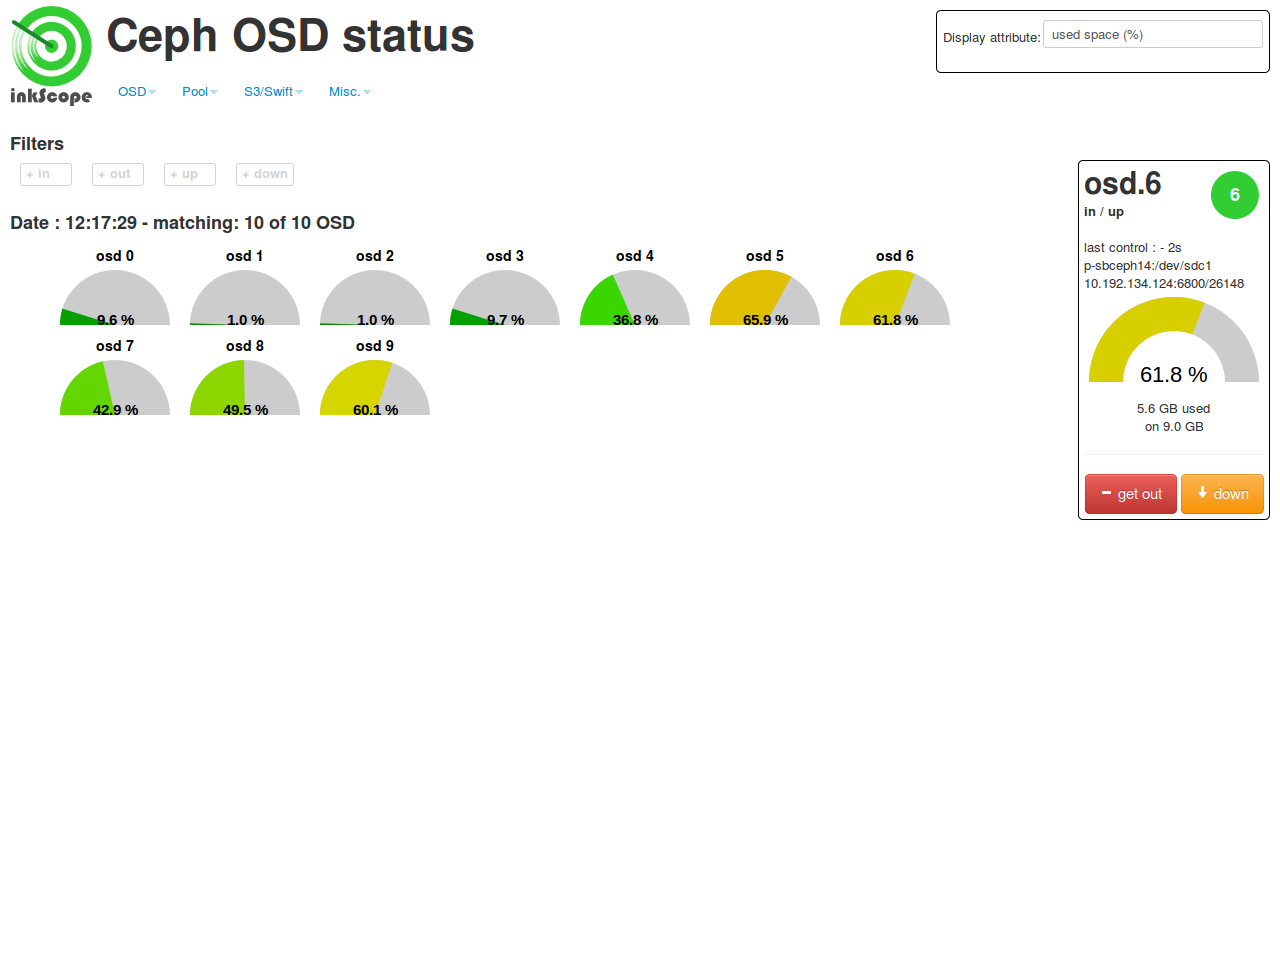 Ceph OSD status
Display attribute: used space (%)
inkScope
OSD Pool S3/Swift Misc.
Filters
+ in + out + up + down
Date : 12:17:29 - matching: 10 of 10 OSD
osd 0 osd 1 osd 2 osd 3 osd 4 osd 5 osd 6
9.6 % 1.0 % 1.0 % 9.7 % 36.8 % 65.9 % 61.8 %
osd 7 osd 8 osd 9
42.9 % 49.5 % 60.1 %
osd.6 6
in / up
last control : - 2s
p-sbceph14:/dev/sdc1
10.192.134.124:6800/26148
61.8 %
5.6 GB used
on 9.0 GB
get out down